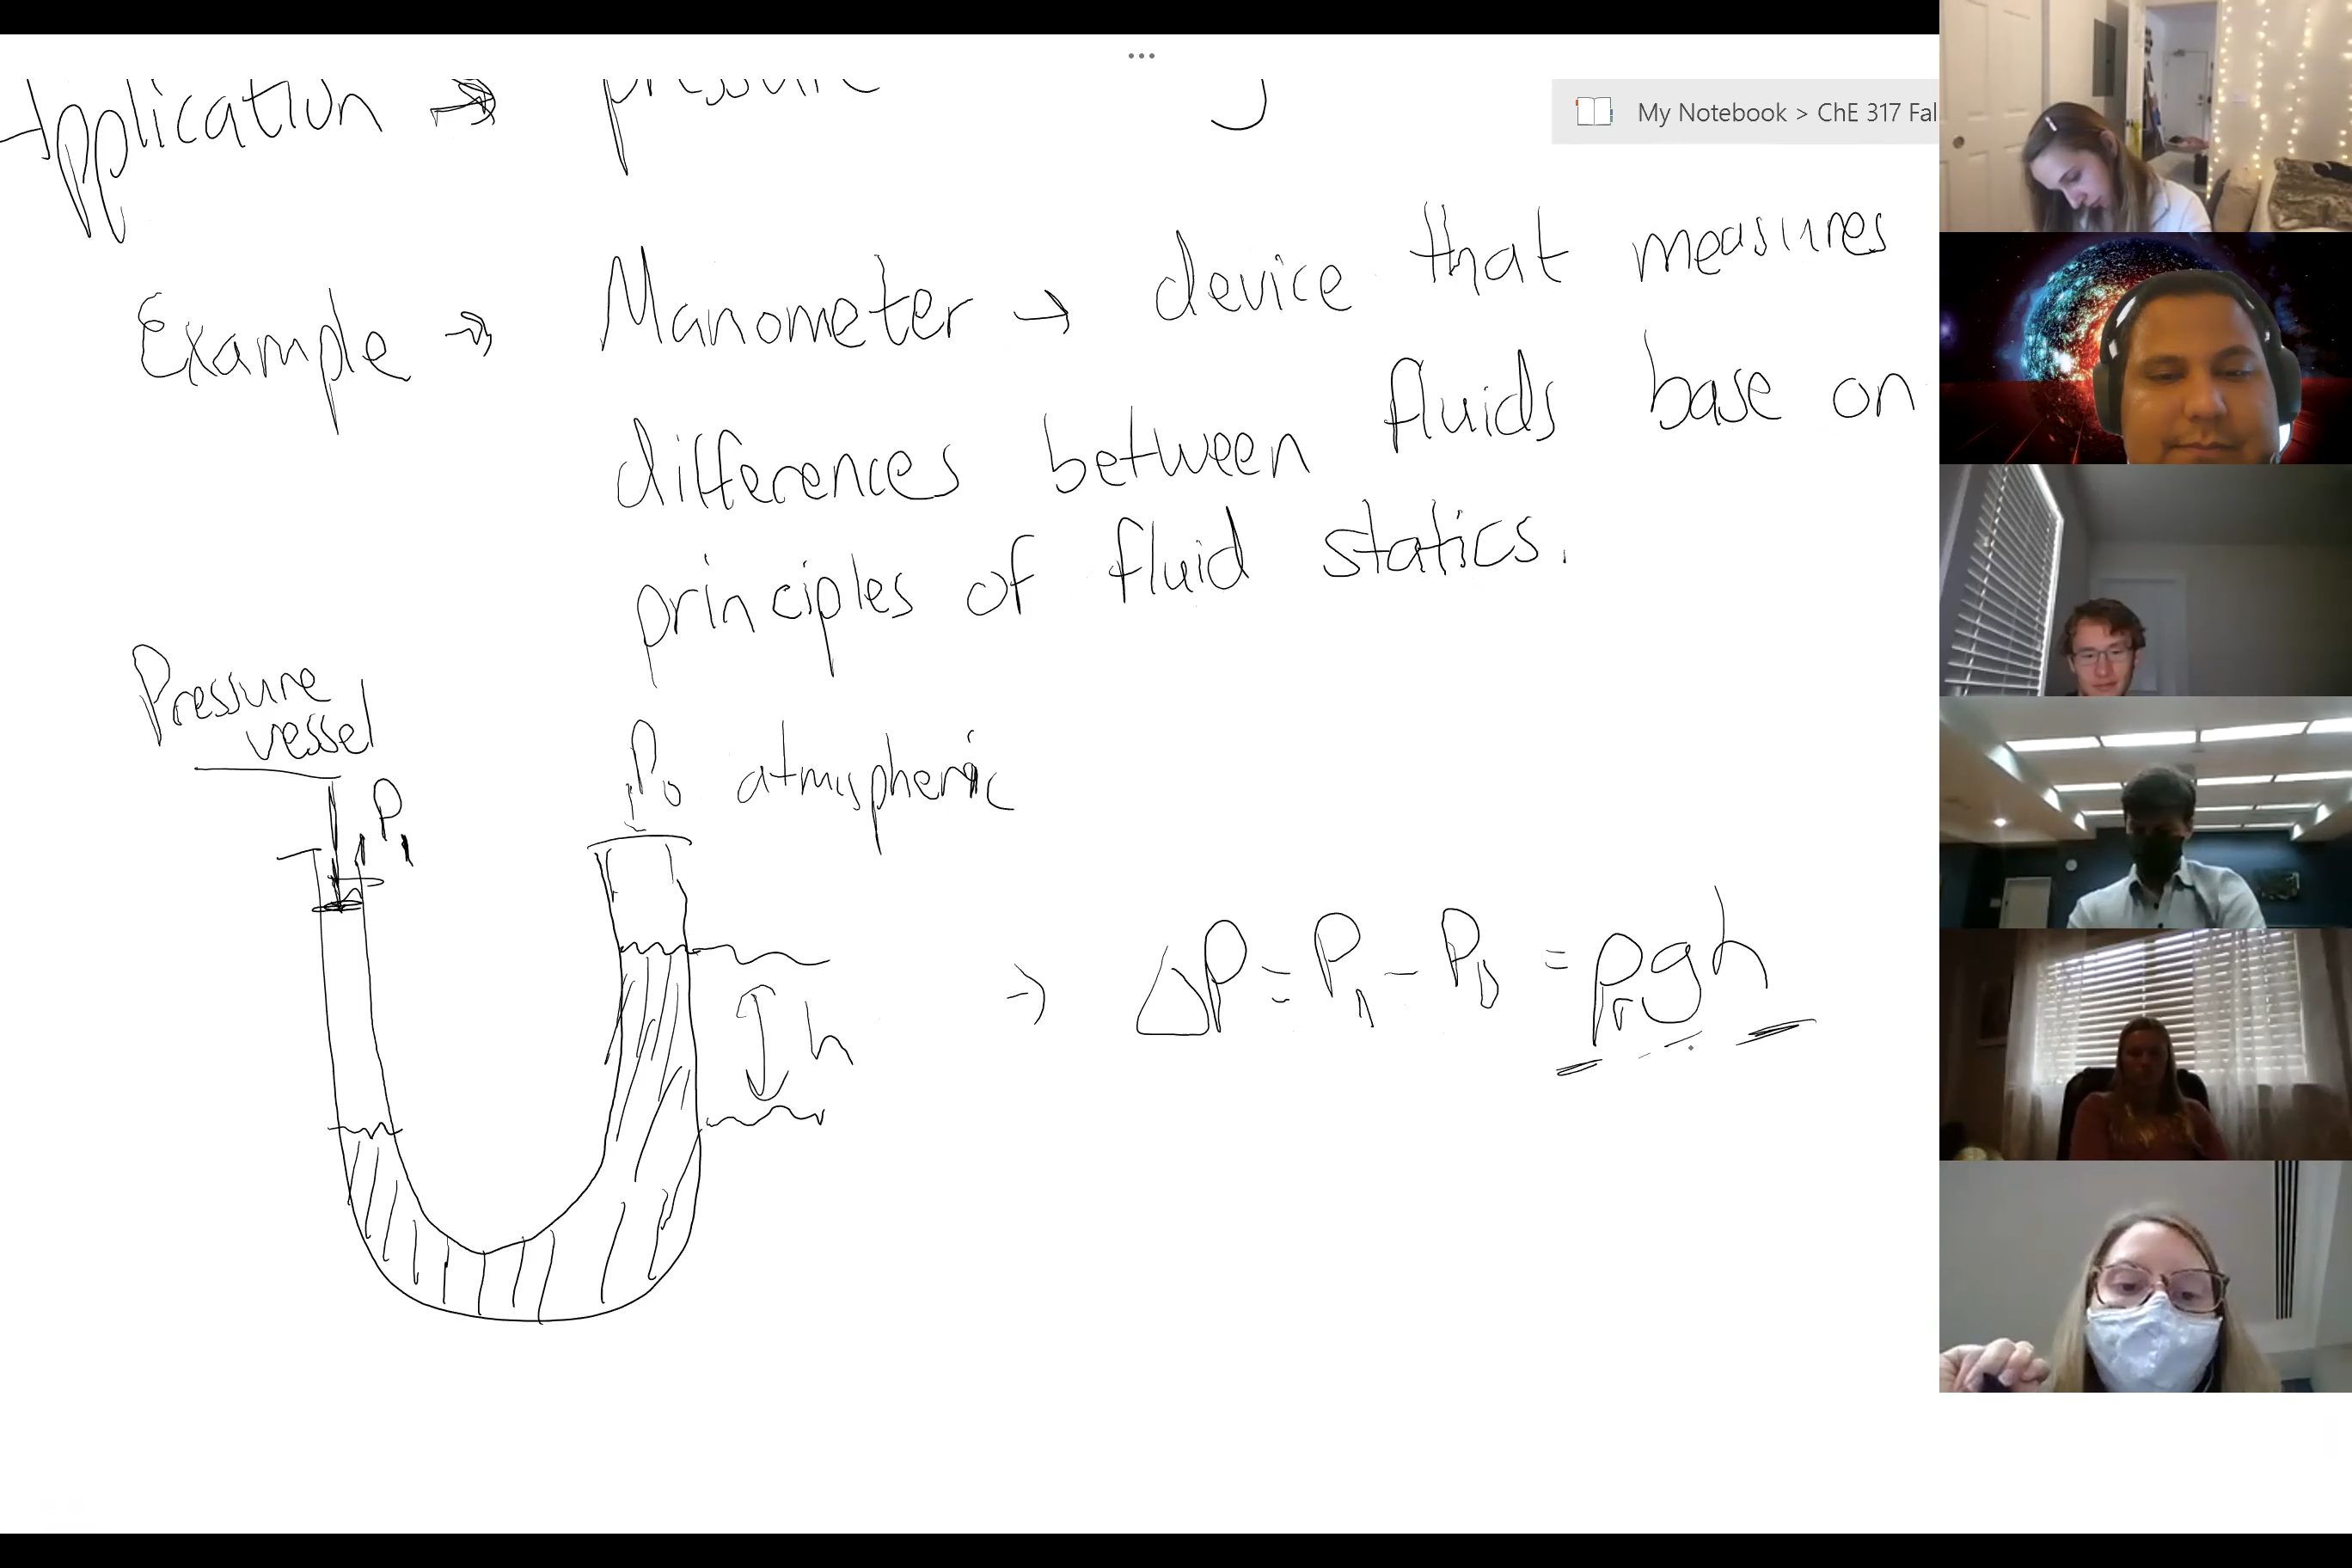 Application → pressure
My Notebook > ChE 317 Fal
Example → Manometer → device that measures
differences between fluids base on
principles of fluid statics.
Pressure
vessel
P₀ atmospheric
P₁
h
→ ΔP = P₁ - P₀ = ρgh